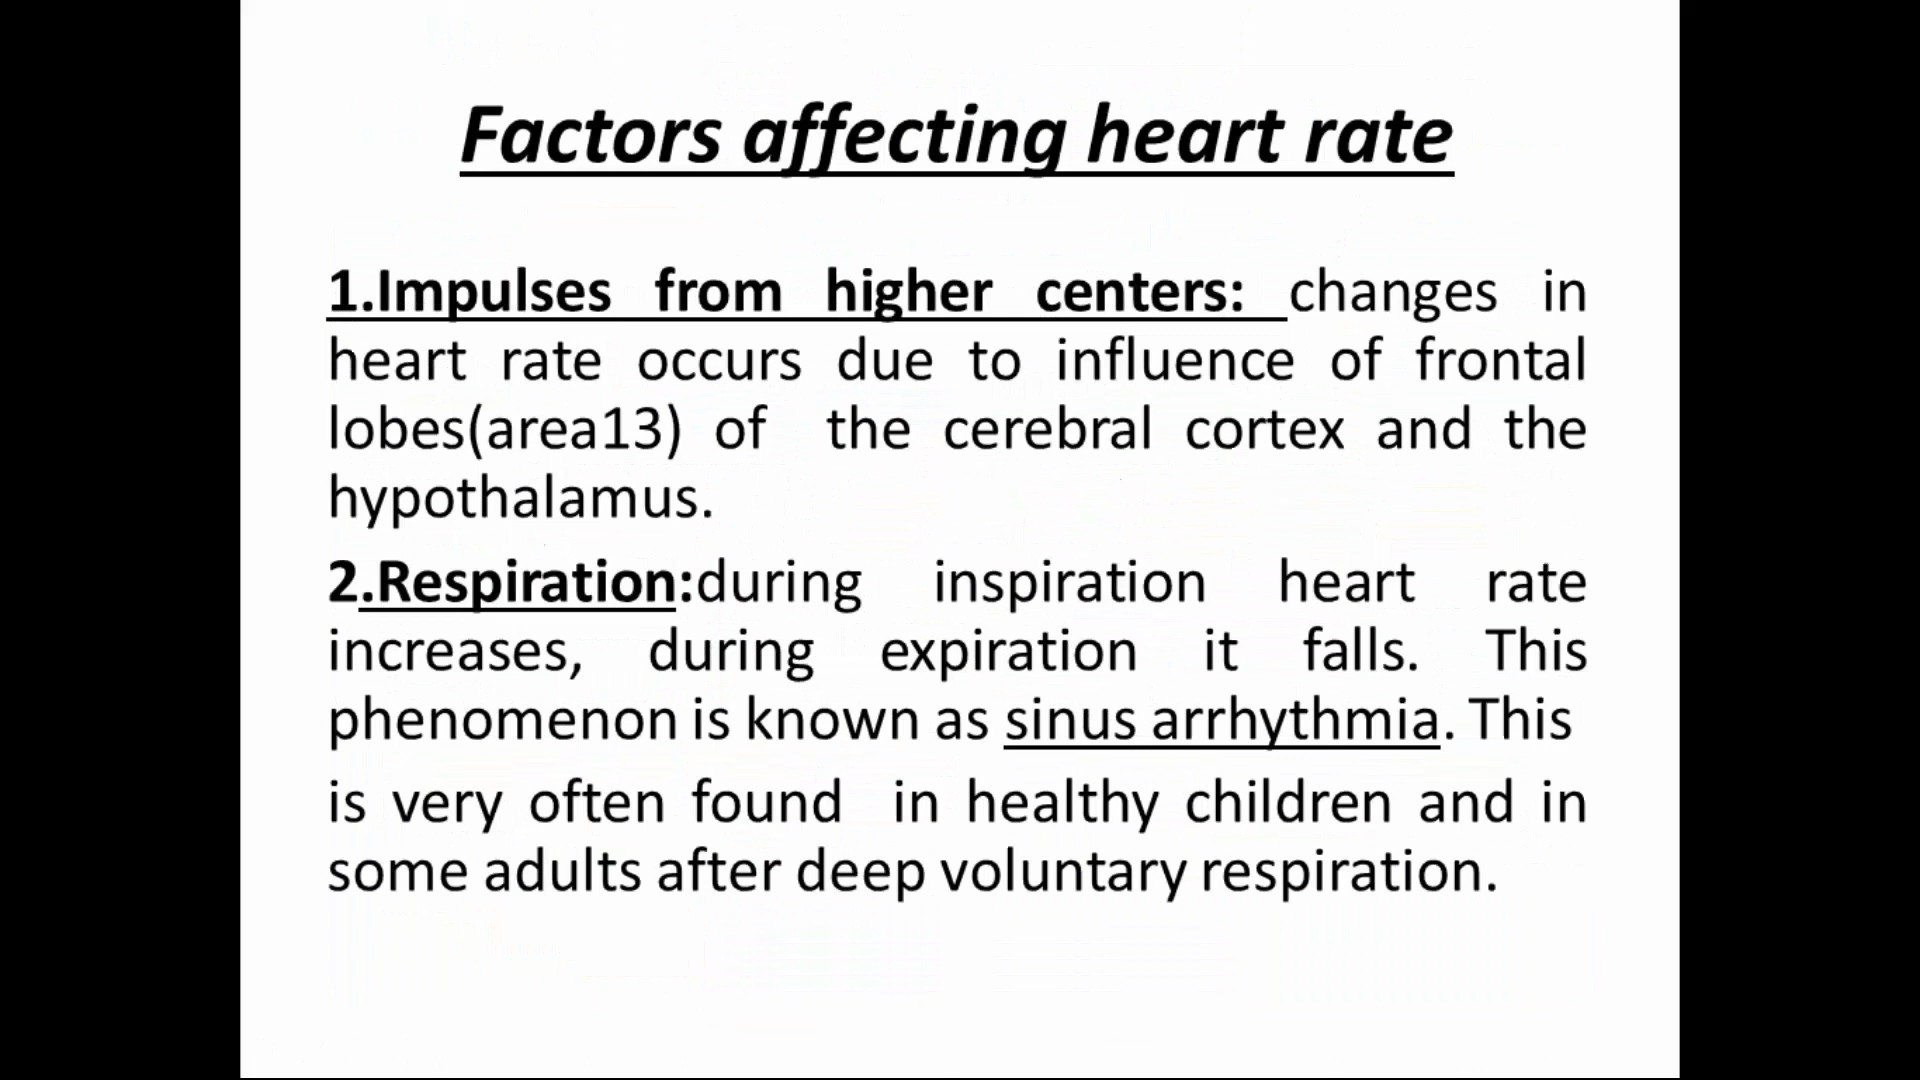 Factors affecting heart rate
1.Impulses from higher centers: changes in
heart rate occurs due to influence of frontal
lobes(area13) of the cerebral cortex and the
hypothalamus.
2.Respiration:during inspiration heart rate
increases, during expiration it falls. This
phenomenon is known as sinus arrhythmia. This
is very often found in healthy children and in
some adults after deep voluntary respiration.